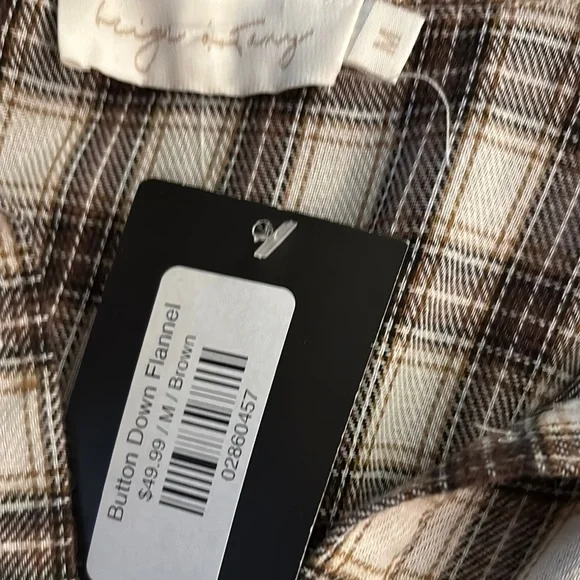 M
Button Down Flannel
$49.99 / M / Brown
02860457